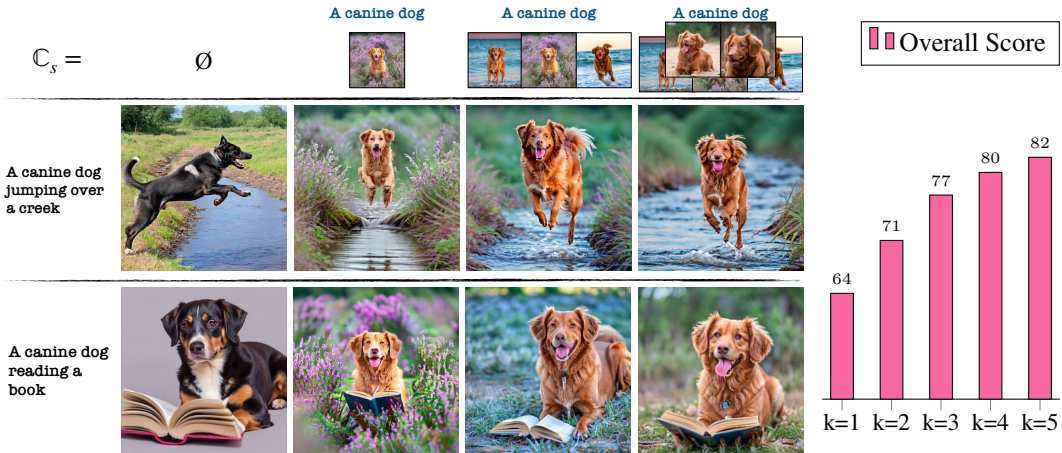 A canine dog
A canine dog
A canine dog
ℂₛ =
∅
Overall Score
A canine dog
jumping over
a creek
A canine dog
reading a
book
64
71
77
80
82
k=1 k=2 k=3 k=4 k=5